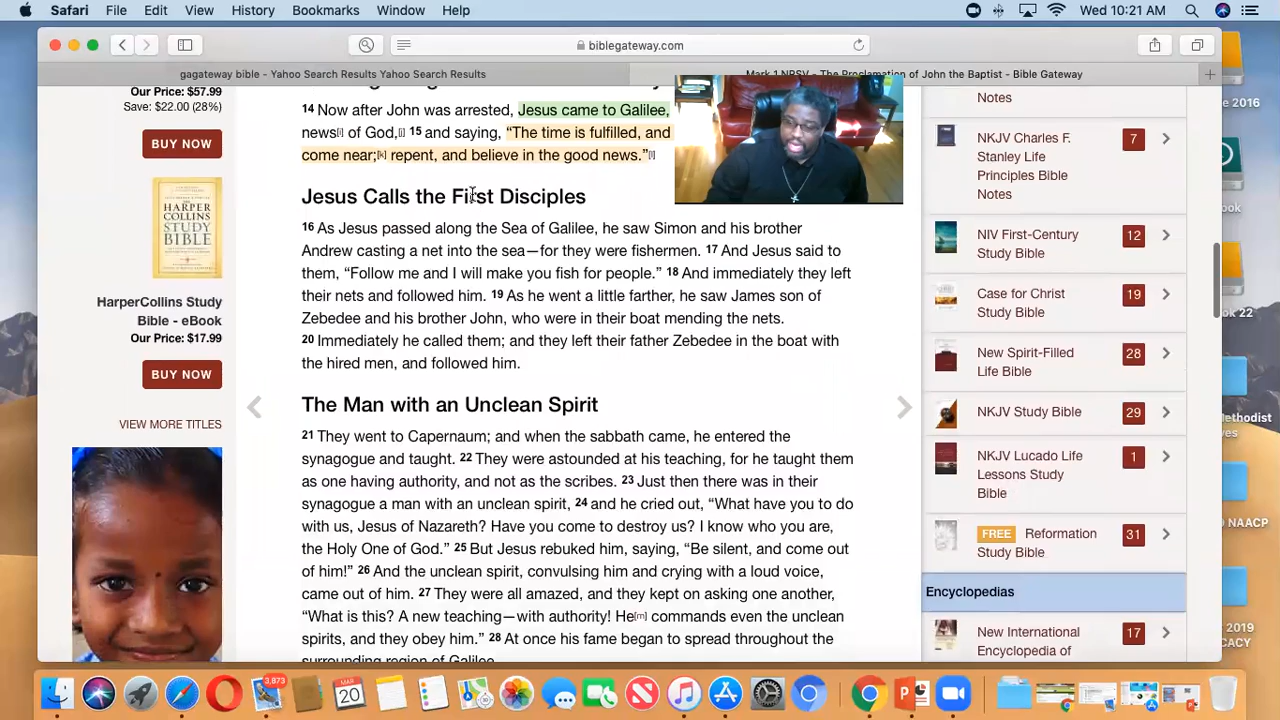 Safari File Edit View History Bookmarks Window Help
Wed 10:21 AM
biblegateway.com
gagateway bible - Yahoo Search Results Yahoo Search Results
Mark 1 NRSV - The Proclamation of John the Baptist - Bible Gateway
$57.99
Save: $22.00 (28%)
BUY NOW
THE
HARPER
COLLINS
STUDY
BIBLE
HarperCollins Study
Bible - eBook
Our Price: $17.99
BUY NOW
VIEW MORE TITLES
14 Now after John was arrested, Jesus came to Galilee,
news[i] of God,[j] 15 and saying, “The time is fulfilled, and
come near;[k] repent, and believe in the good news.”[l]
Jesus Calls the First Disciples
16 As Jesus passed along the Sea of Galilee, he saw Simon and his brother
Andrew casting a net into the sea—for they were fishermen. 17 And Jesus said to
them, “Follow me and I will make you fish for people.” 18 And immediately they left
their nets and followed him. 19 As he went a little farther, he saw James son of
Zebedee and his brother John, who were in their boat mending the nets.
20 Immediately he called them; and they left their father Zebedee in the boat with
the hired men, and followed him.
The Man with an Unclean Spirit
21 They went to Capernaum; and when the sabbath came, he entered the
synagogue and taught. 22 They were astounded at his teaching, for he taught them
as one having authority, and not as the scribes. 23 Just then there was in their
synagogue a man with an unclean spirit, 24 and he cried out, “What have you to do
with us, Jesus of Nazareth? Have you come to destroy us? I know who you are,
the Holy One of God.” 25 But Jesus rebuked him, saying, “Be silent, and come out
of him!” 26 And the unclean spirit, convulsing him and crying with a loud voice,
came out of him. 27 They were all amazed, and they kept on asking one another,
“What is this? A new teaching—with authority! He[m] commands even the unclean
spirits, and they obey him.” 28 At once his fame began to spread throughout the
surrounding region of Galilee.
Notes
NKJV Charles F.
Stanley Life
Principles Bible
Notes
7
NIV First-Century
Study Bible
12
Case for Christ
Study Bible
19
New Spirit-Filled
Life Bible
28
NKJV Study Bible
29
NKJV Lucado Life
Lessons Study
Bible
1
FREE Reformation
Study Bible
31
Encyclopedias
New International
Encyclopedia of
17
2016
ook
ook 22
ethodist
ves
9 NAACP
2019
CACY
3,873
MAR
20